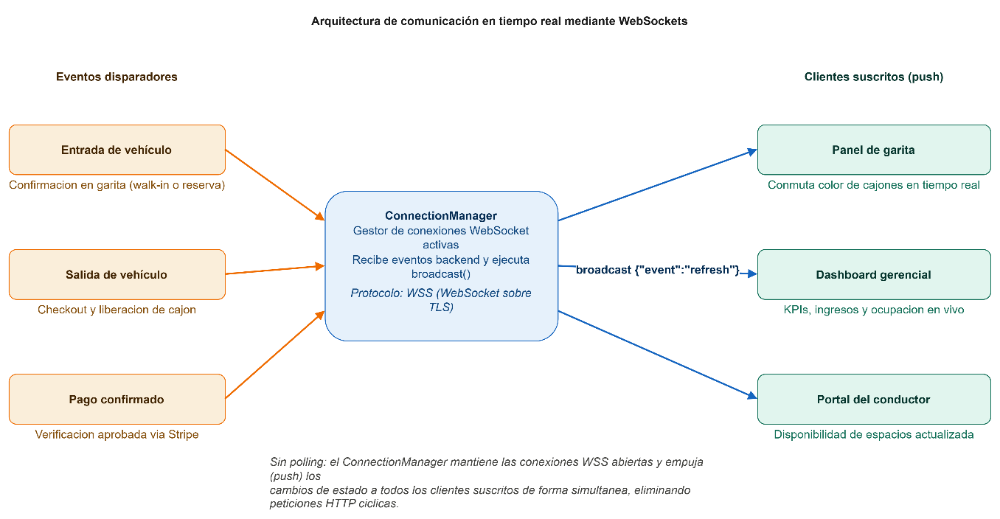 Arquitectura de comunicación en tiempo real mediante WebSockets
Eventos disparadores
Clientes suscritos (push)
Entrada de vehículo
Confirmacion en garita (walk-in o reserva)
Salida de vehículo
Checkout y liberacion de cajon
Pago confirmado
Verificacion aprobada via Stripe
ConnectionManager
Gestor de conexiones WebSocket
activas
Recibe eventos backend y ejecuta
broadcast()
Protocolo: WSS (WebSocket sobre
TLS)
broadcast {"event":"refresh"}
Panel de garita
Conmuta color de cajones en tiempo real
Dashboard gerencial
KPIs, ingresos y ocupacion en vivo
Portal del conductor
Disponibilidad de espacios actualizada
Sin polling: el ConnectionManager mantiene las conexiones WSS abiertas y empuja
(push) los
cambios de estado a todos los clientes suscritos de forma simultanea, eliminando
peticiones HTTP ciclicas.